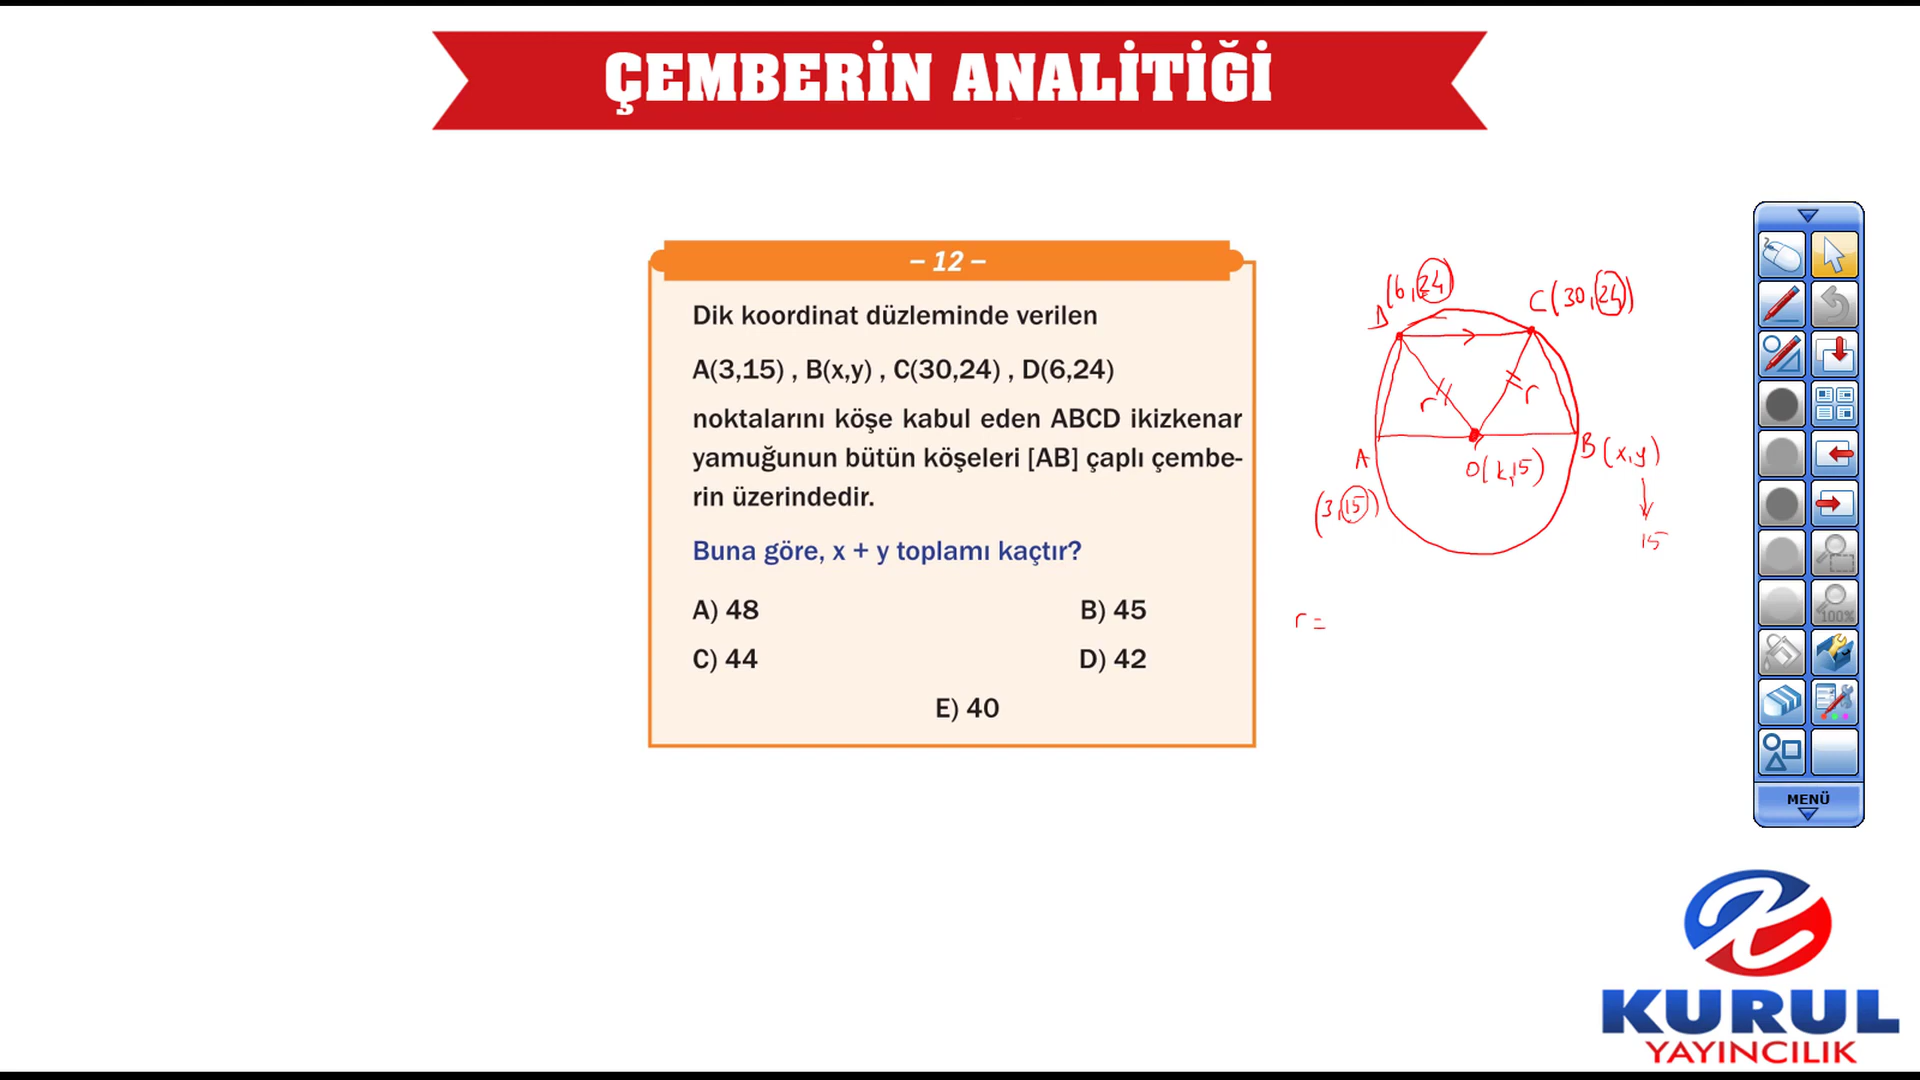 ÇEMBERİN ANALİTİĞİ
– 12 –
Dik koordinat düzleminde verilen
A(3,15) , B(x,y) , C(30,24) , D(6,24)
noktalarını köşe kabul eden ABCD ikizkenar
yamuğunun bütün köşeleri [AB] çaplı çembe-
rin üzerindedir.
Buna göre, x + y toplamı kaçtır?
A) 48
B) 45
C) 44
D) 42
E) 40
D (6,24)
C(30,24)
r
r
A
(3,15)
O(k,15)
B(x,y)
15
r =
100%
MENÜ
KURUL
YAYINCILIK